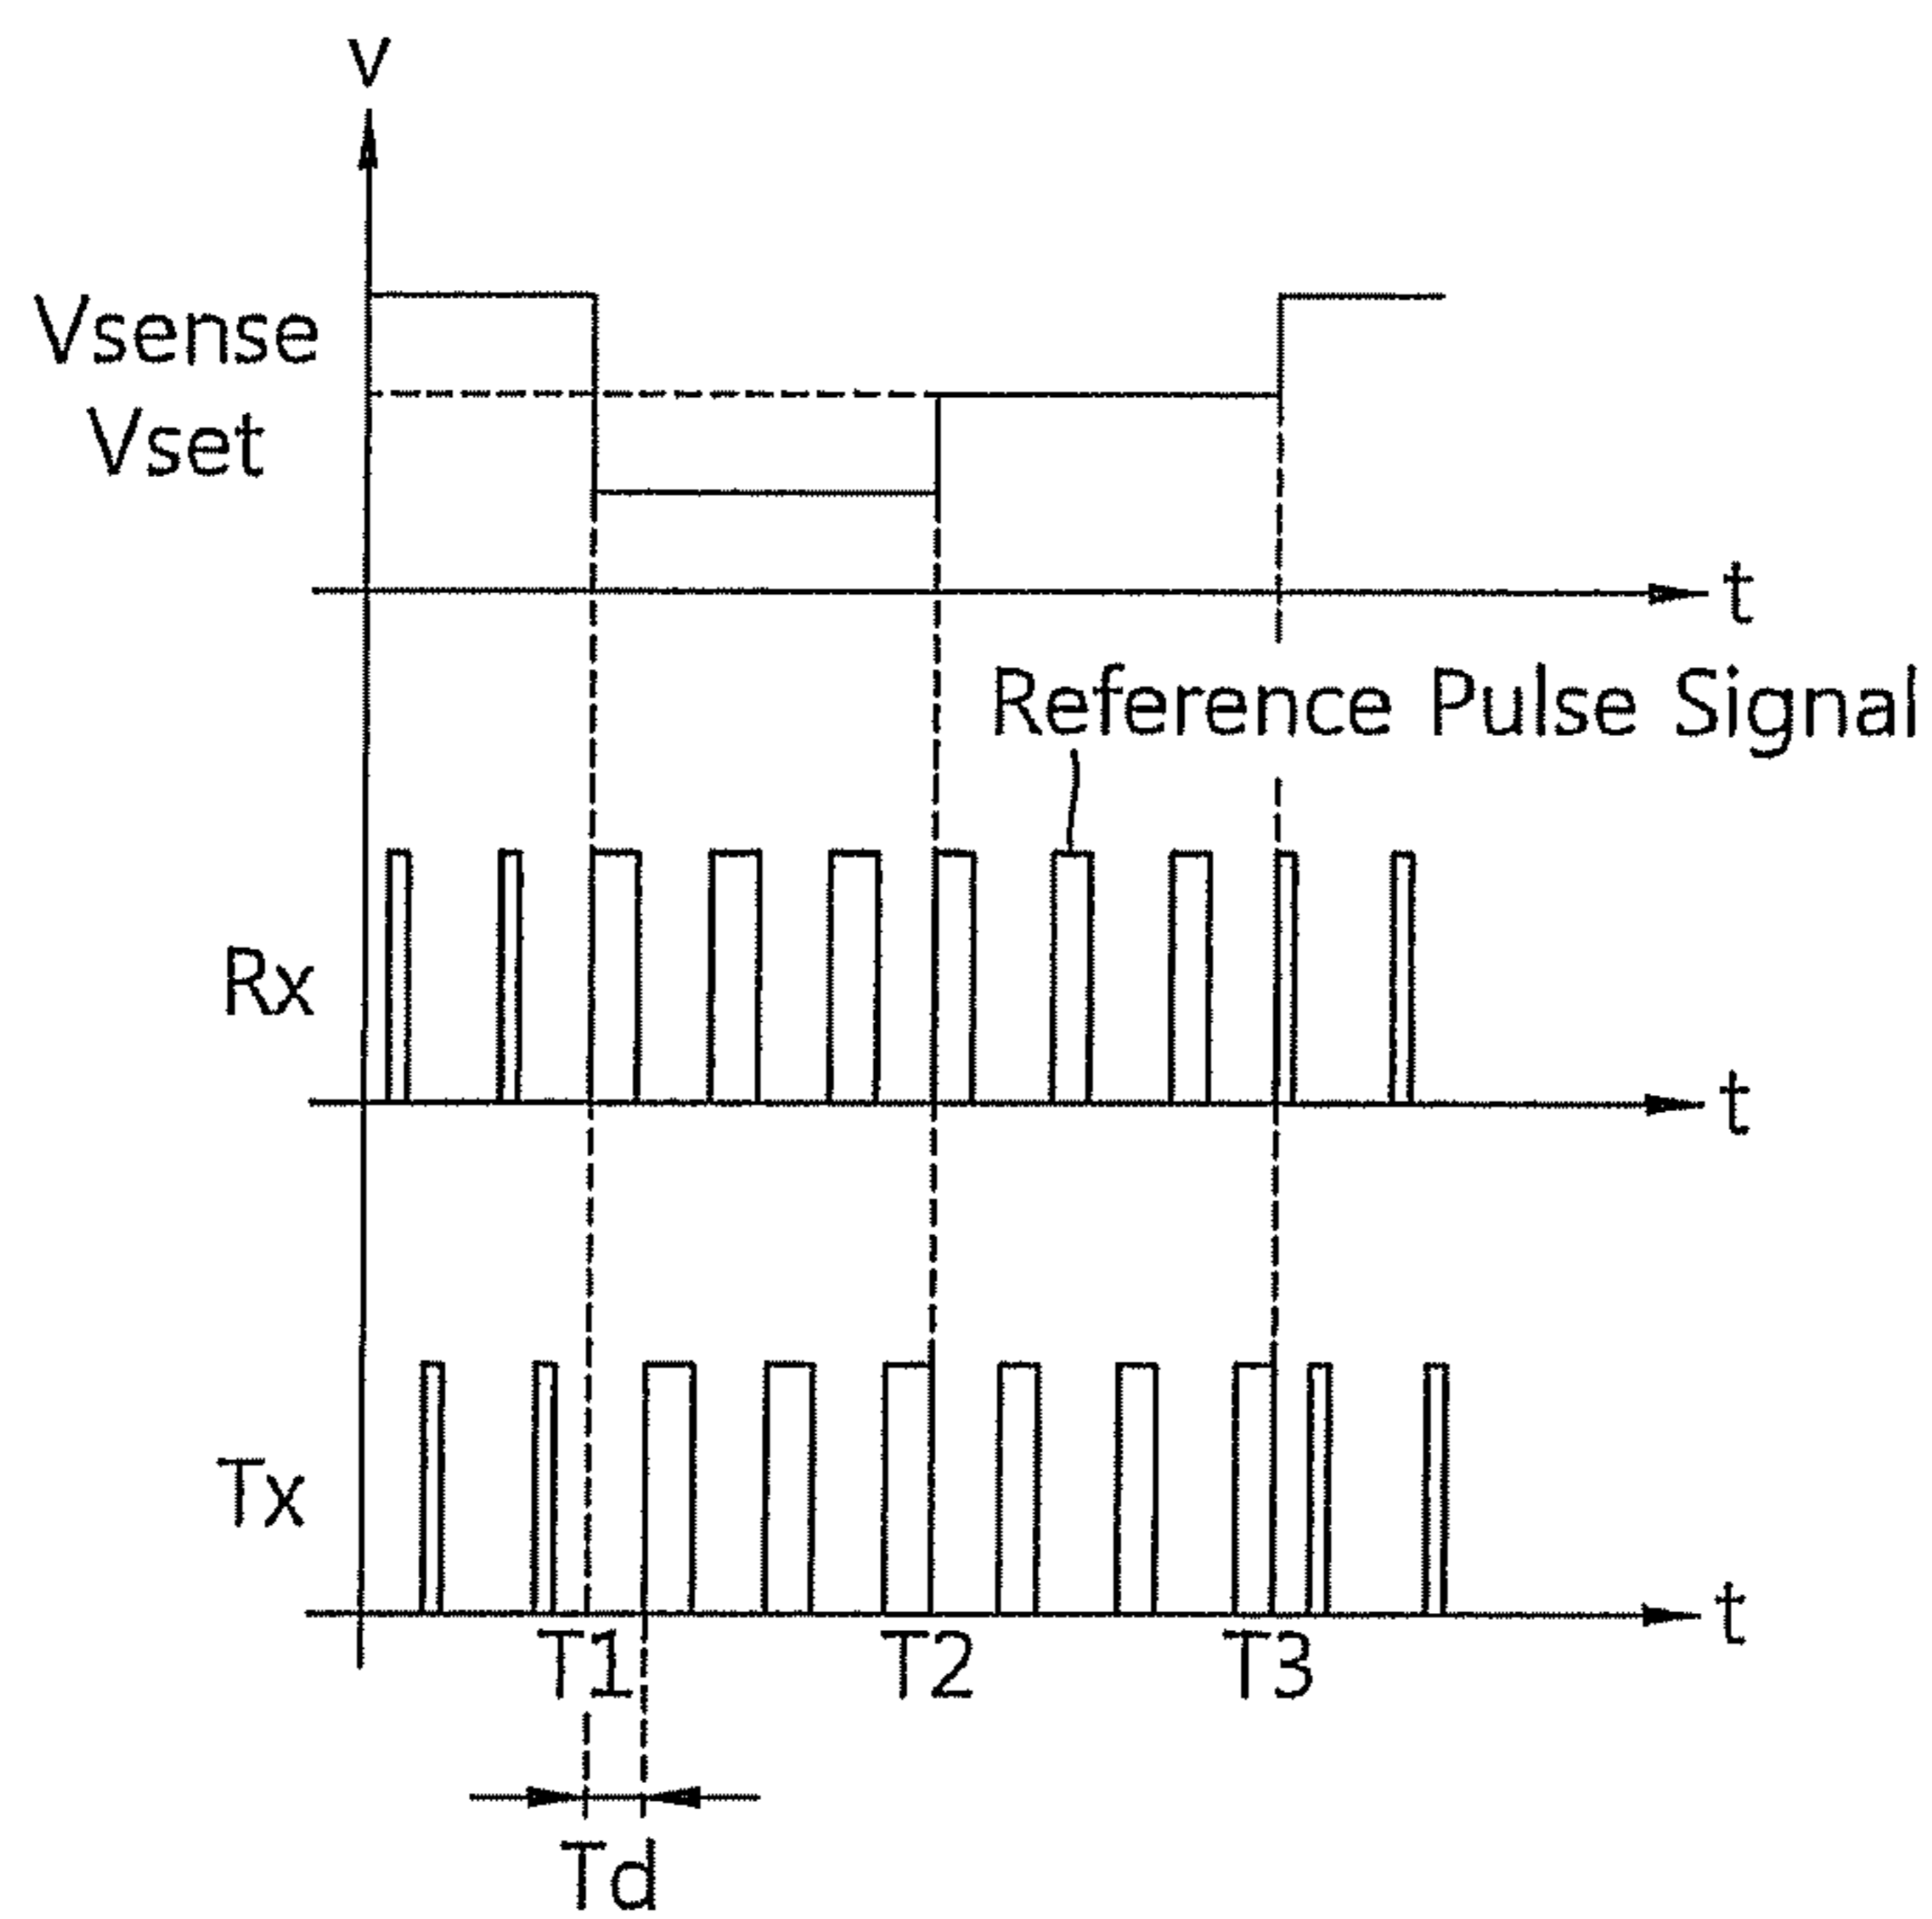 v
Vsense
Vset
t
Reference Pulse Signal
Rx
t
Tx
t
T1 T2 T3
Td